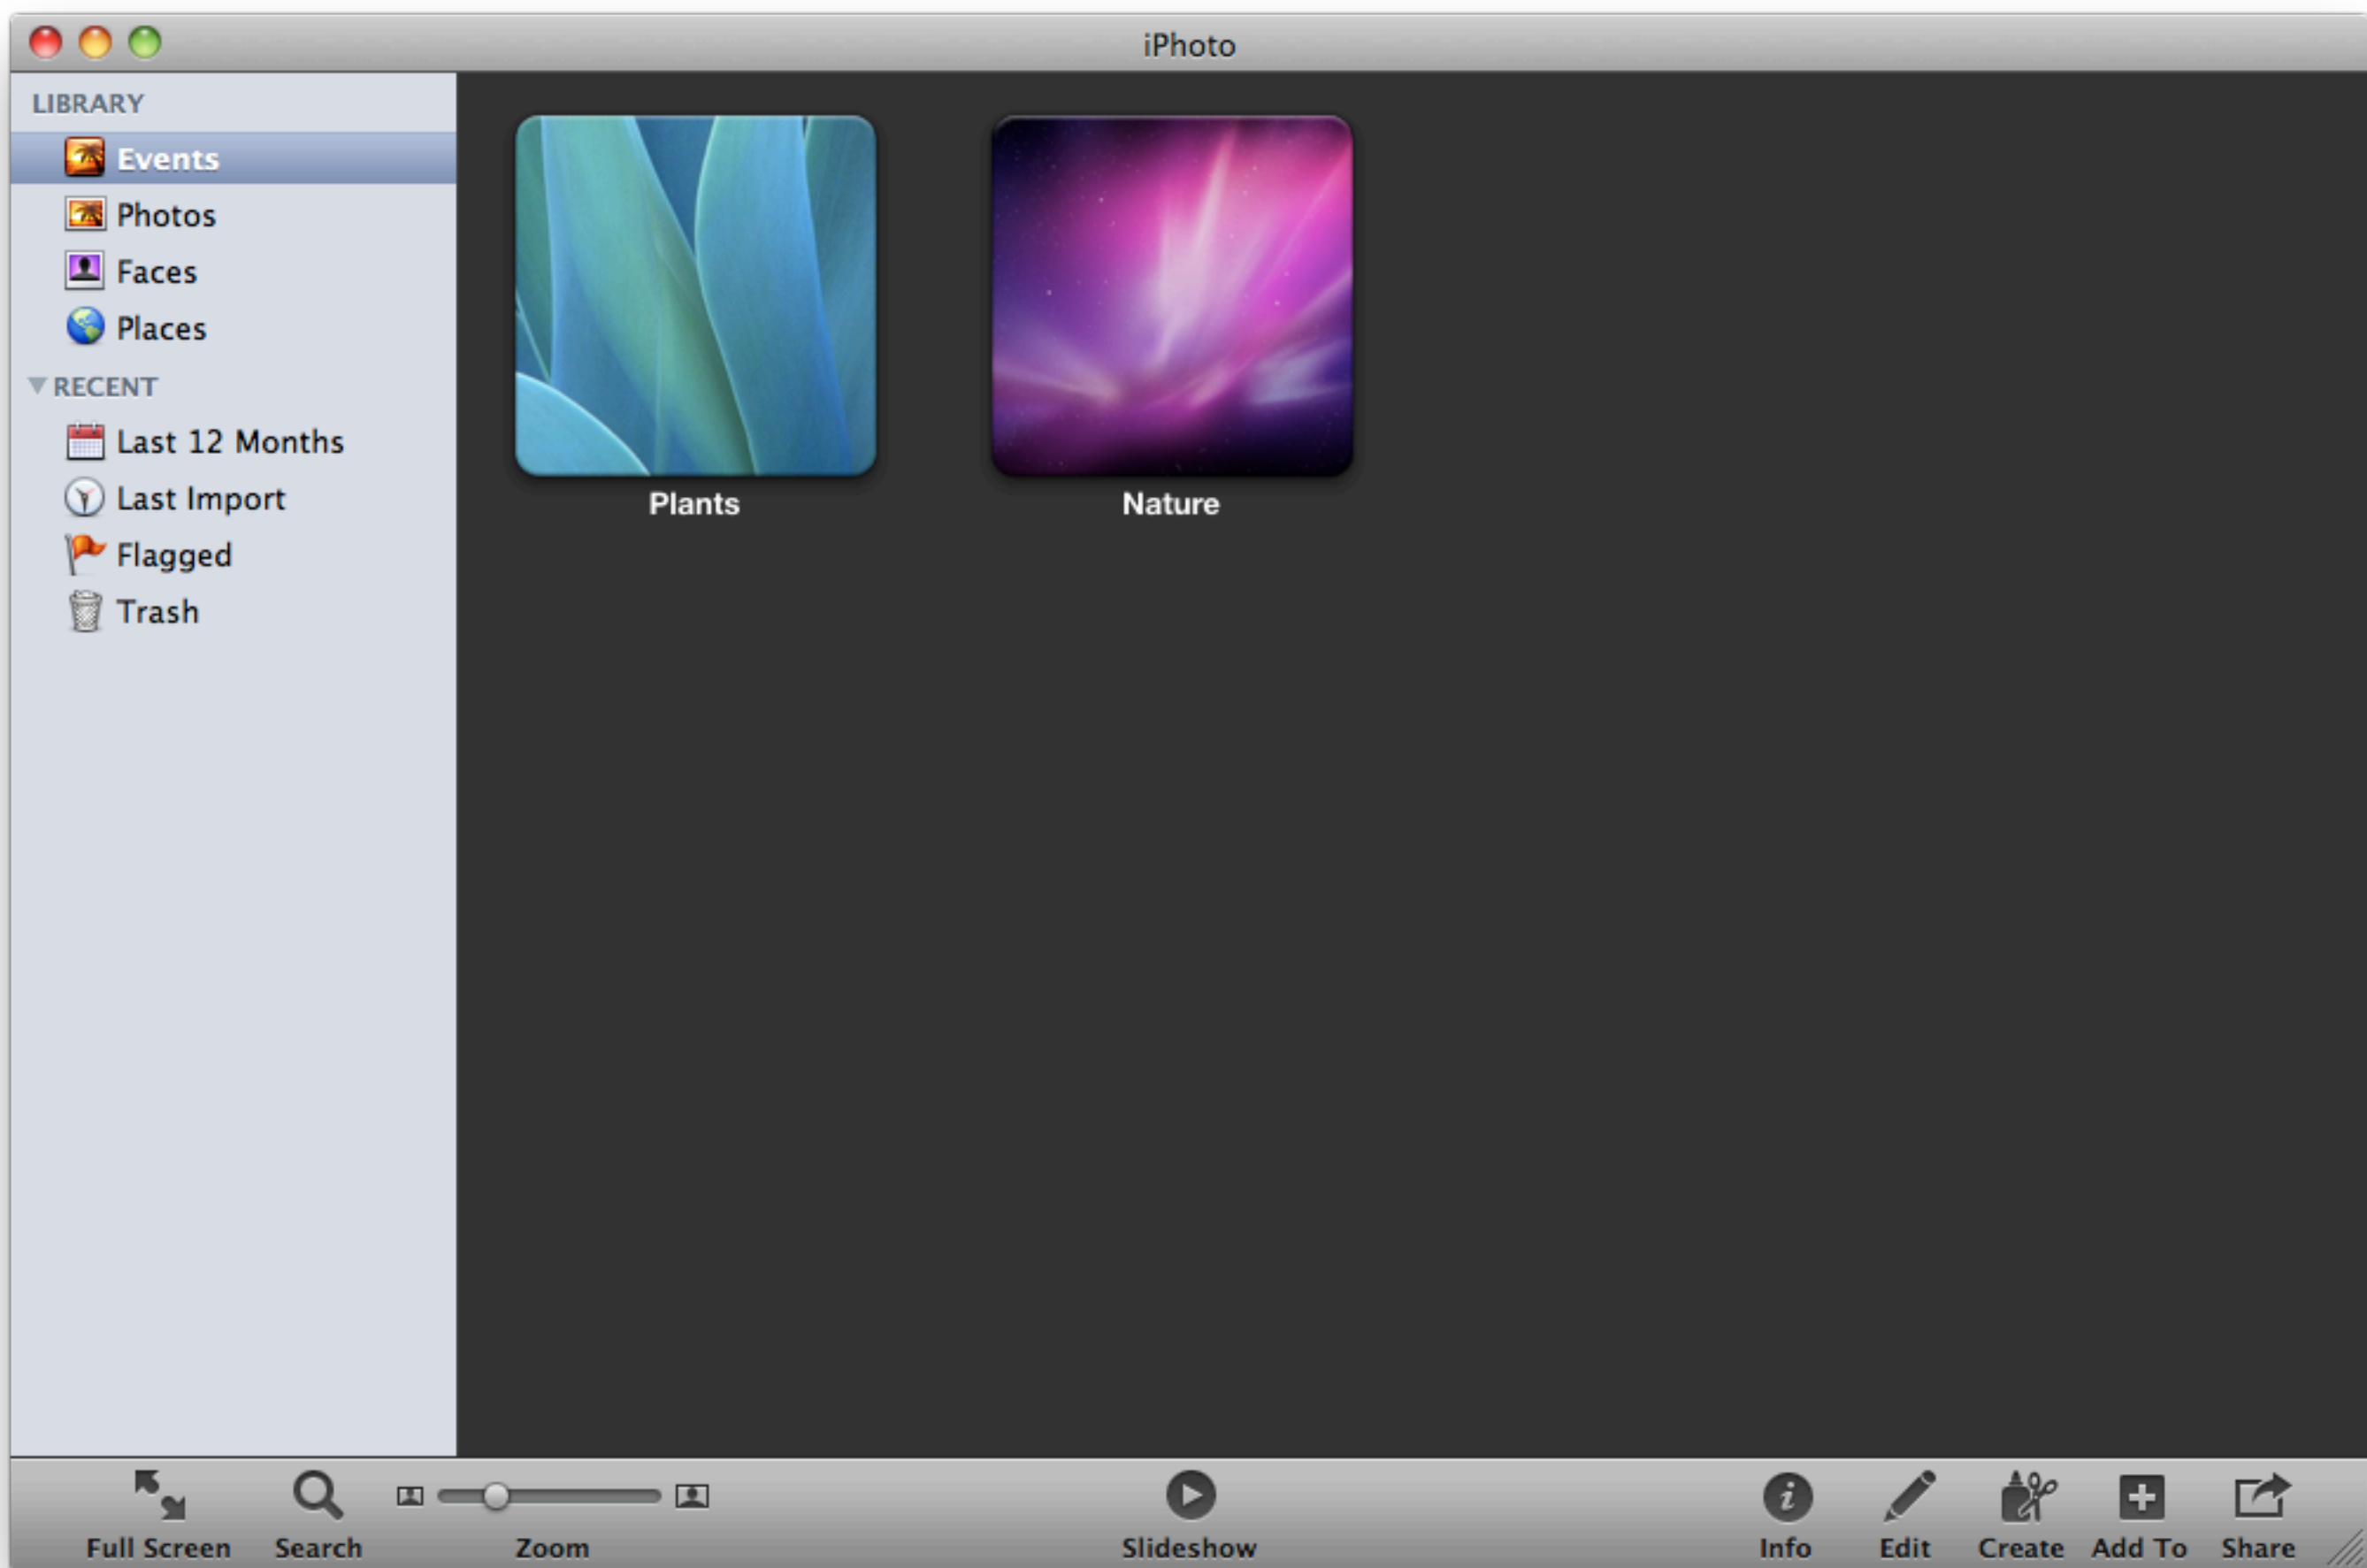 iPhoto
LIBRARY
Events
Photos
Faces
Places
RECENT
Last 12 Months
Last Import
Flagged
Trash
Plants
Nature
Full Screen
Search
Zoom
Slideshow
Info
Edit
Create
Add To
Share